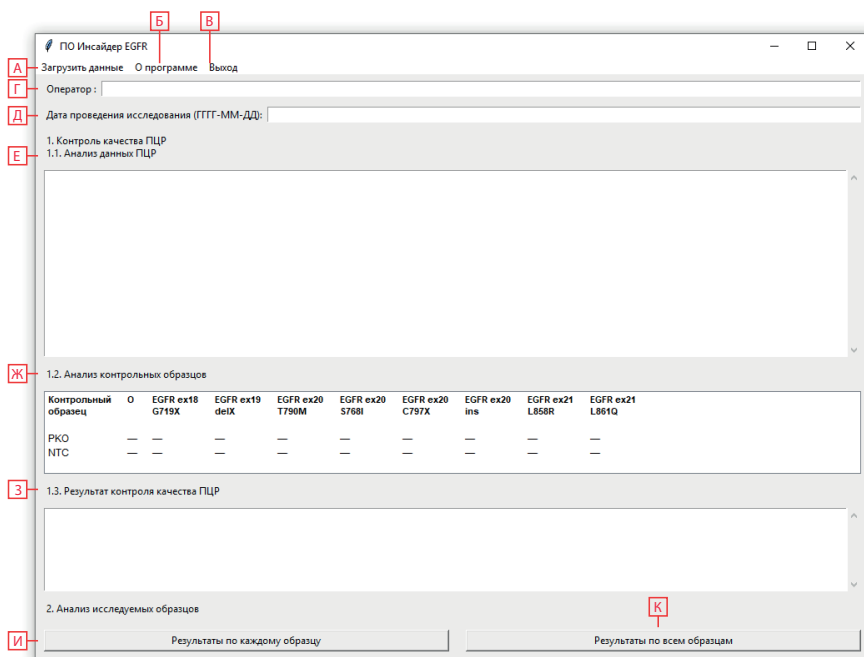 Б В
ПО Инсайдер EGFR
А Загрузить данные О программе Выход
Г Оператор :
Д Дата проведения исследования (ГГГГ-ММ-ДД):
1. Контроль качества ПЦР
Е 1.1. Анализ данных ПЦР
Ж 1.2. Анализ контрольных образцов
Контрольный О EGFR ex18 EGFR ex19 EGFR ex20 EGFR ex20 EGFR ex20 EGFR ex20 EGFR ex21 EGFR ex21
образец G719X delX T790M S768I C797X ins L858R L861Q
РКО — — — — — — — — —
NTC — — — — — — — — —
З 1.3. Результат контроля качества ПЦР
2. Анализ исследуемых образцов
К
И Результаты по каждому образцу Результаты по всем образцам